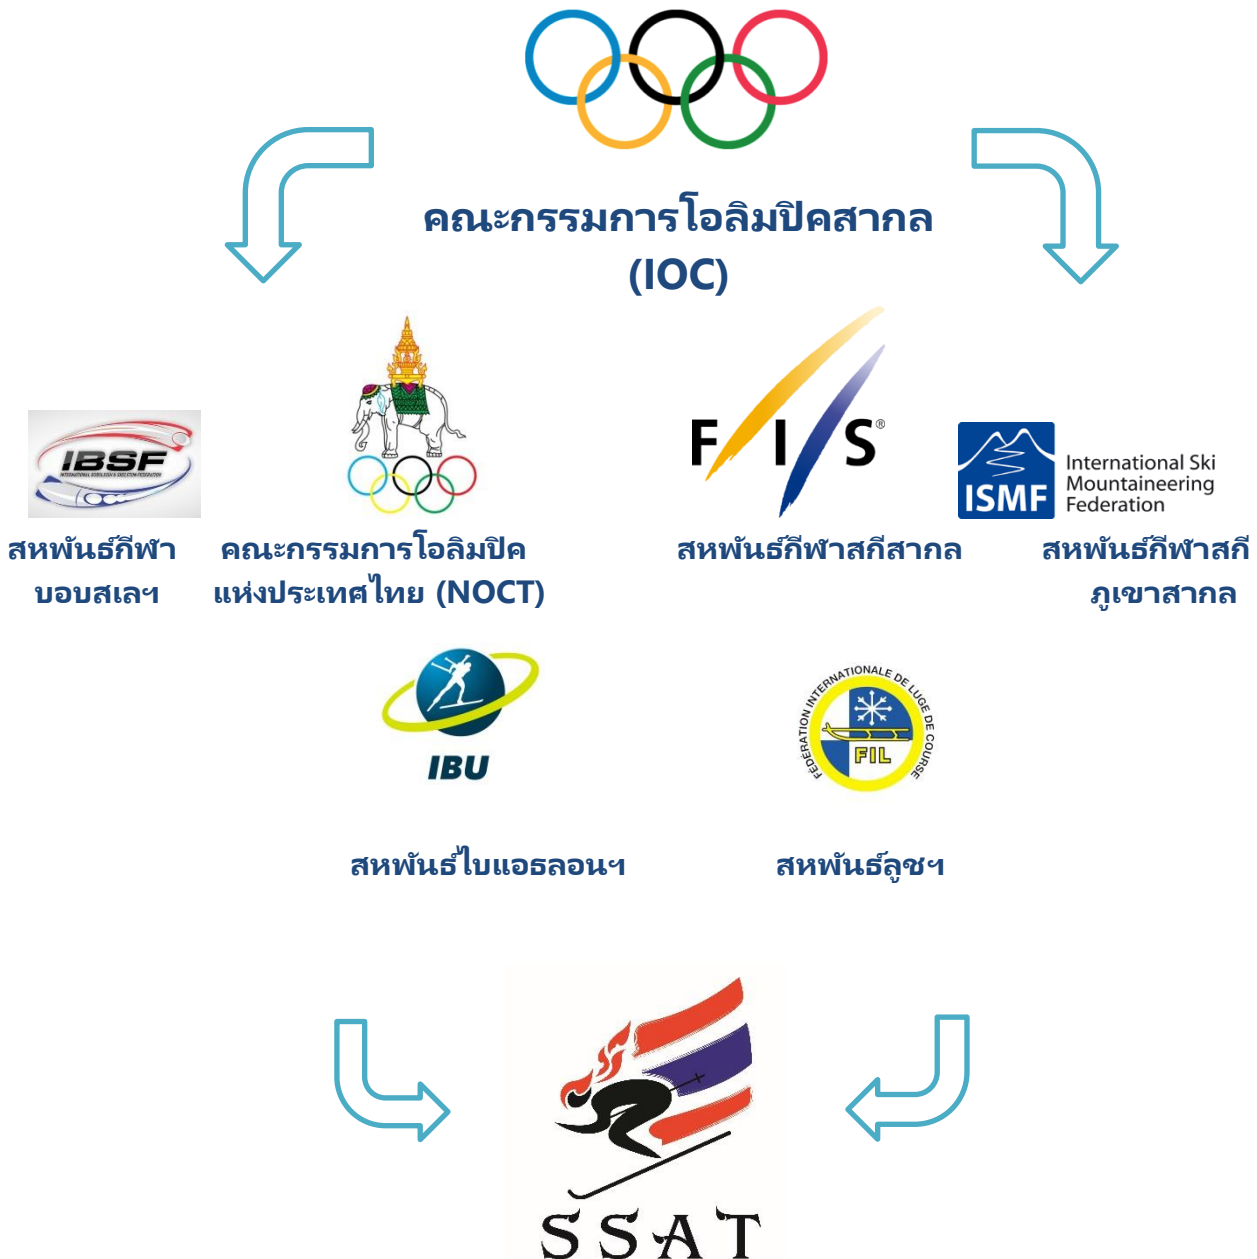 คณะกรรมการโอลิมปิคสากล
(IOC)
IBSF
INTERNATIONAL BOBSLEIGH & SKELETON FEDERATION
FIS®
ISMF
International Ski
Mountaineering
Federation
สหพันธ์กีฬา
บอบสเลฯ
คณะกรรมการโอลิมปิค
แห่งประเทศไทย (NOCT)
สหพันธ์กีฬาสกีสากล
สหพันธ์กีฬาสกี
ภูเขาสากล
IBU
FÉDÉRATION INTERNATIONALE DE LUGE DE COURSE
FIL
สหพันธ์ไบแอธลอนฯ
สหพันธ์ลูชฯ
SSAT